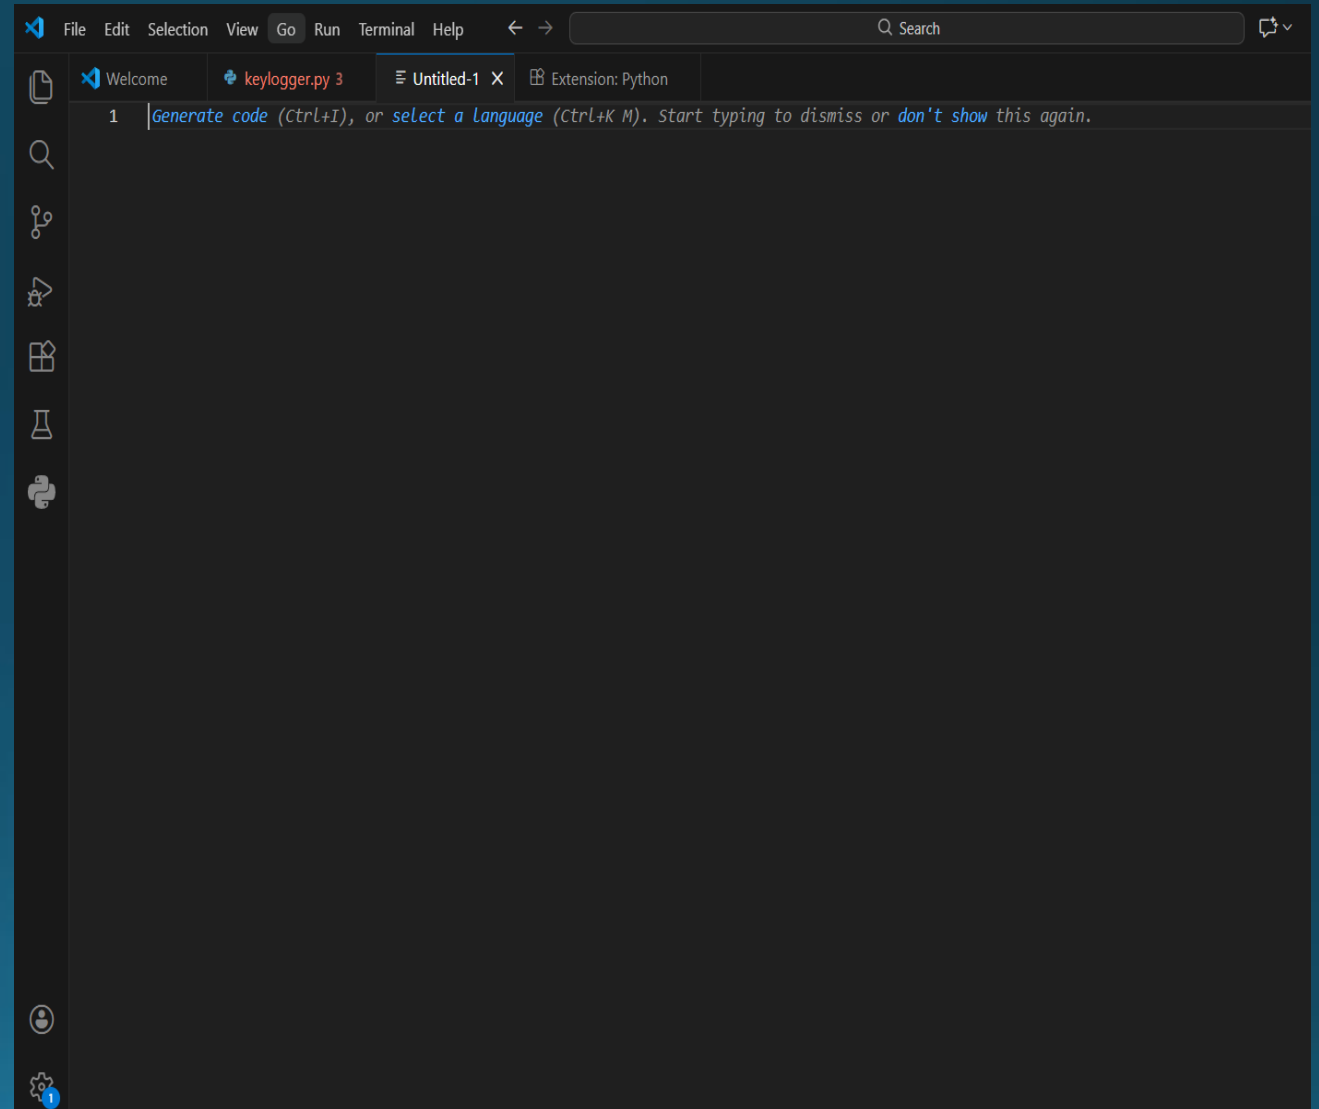 File Edit Selection View Go Run Terminal Help Search
Welcome keylogger.py 3 Untitled-1 Extension: Python
1 Generate code (Ctrl+I), or select a language (Ctrl+K M). Start typing to dismiss or don't show this again.
1